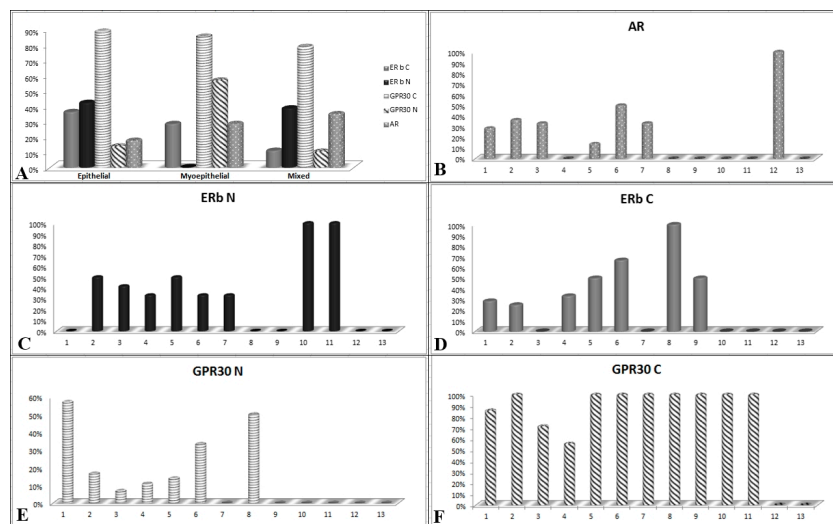 90%
80%
70%
60%
50%
40%
30%
20%
10%
0%
Epithelial Myoepithelial Mixed
ER b C
ER b N
GPR30 C
GPR30 N
AR
A
AR
100%
90%
80%
70%
60%
50%
40%
30%
20%
10%
0%
1 2 3 4 5 6 7 8 9 10 11 12 13
B
ERb N
100%
90%
80%
70%
60%
50%
40%
30%
20%
10%
0%
1 2 3 4 5 6 7 8 9 10 11 12 13
C
ERb C
100%
90%
80%
70%
60%
50%
40%
30%
20%
10%
0%
1 2 3 4 5 6 7 8 9 10 11 12 13
D
GPR30 N
60%
50%
40%
30%
20%
10%
0%
1 2 3 4 5 6 7 8 9 10 11 12 13
E
GPR30 C
100%
90%
80%
70%
60%
50%
40%
30%
20%
10%
0%
1 2 3 4 5 6 7 8 9 10 11 12 13
F